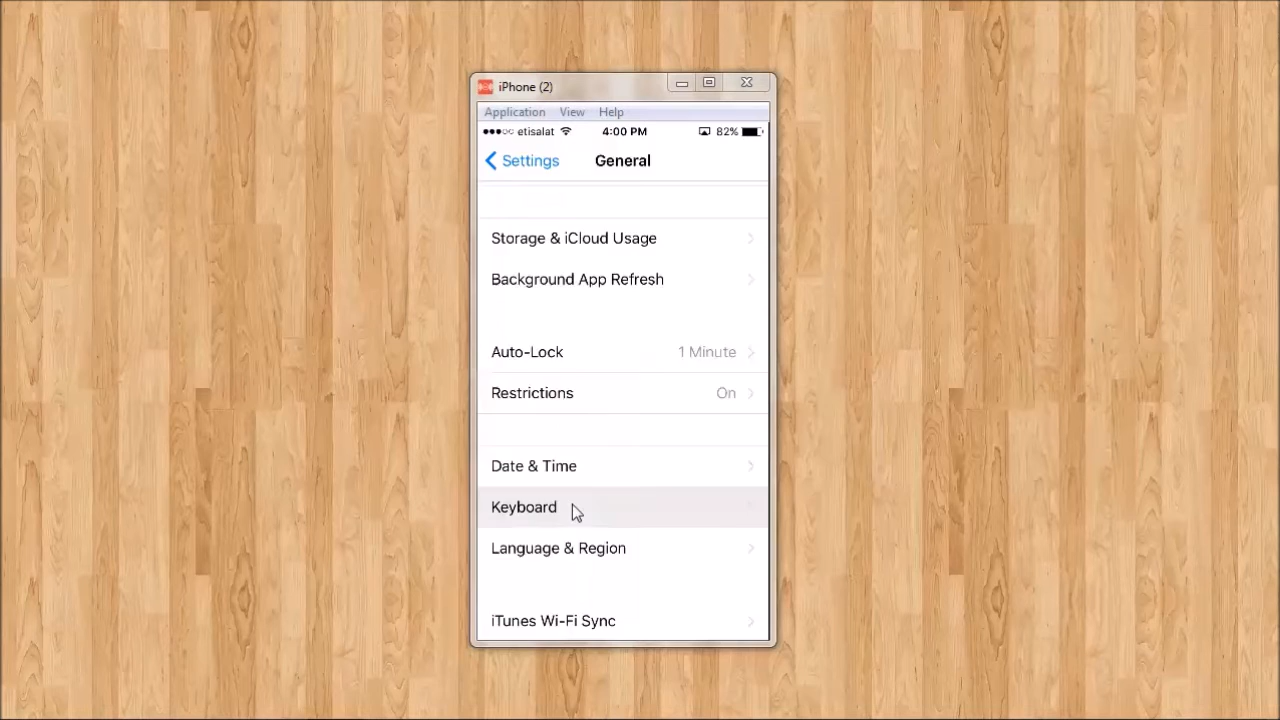 iPhone (2)
Application View Help
etisalat 4:00 PM 82%
Settings General
Storage & iCloud Usage
Background App Refresh
Auto-Lock 1 Minute
Restrictions On
Date & Time
Keyboard
Language & Region
iTunes Wi-Fi Sync